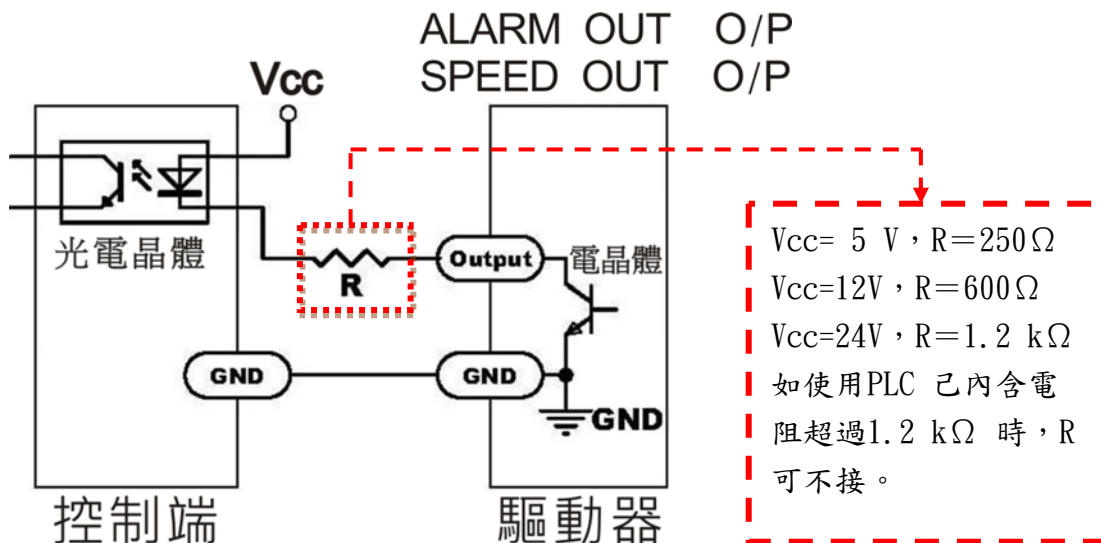 ALARM OUT O/P
SPEED OUT O/P
Vcc
光電晶體
R
Output
電晶體
GND
GND
GND
控制端
驅動器
Vcc= 5 V，R＝250Ω
Vcc=12V，R＝600Ω
Vcc=24V，R＝1.2 kΩ
如使用PLC 己內含電
阻超過1.2 kΩ 時，R
可不接。